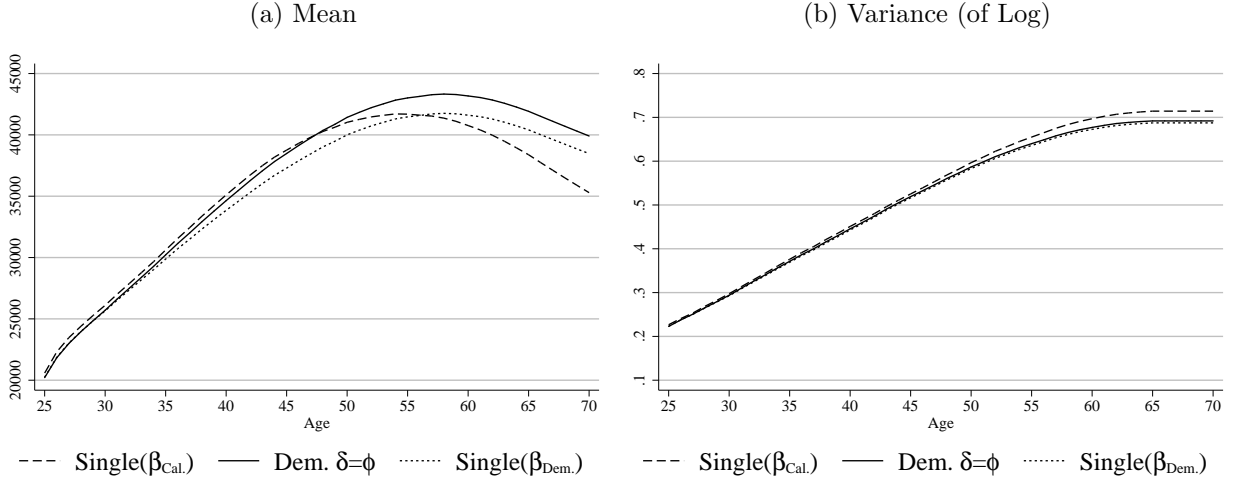 (a) Mean
45000
40000
35000
30000
25000
20000
25 30 35 40 45 50 55 60 65 70
Age
Single(βCal.) Dem. δ=ϕ Single(βDem.)
(b) Variance (of Log)
.8
.7
.6
.5
.4
.3
.2
.1
25 30 35 40 45 50 55 60 65 70
Age
Single(βCal.) Dem. δ=ϕ Single(βDem.)